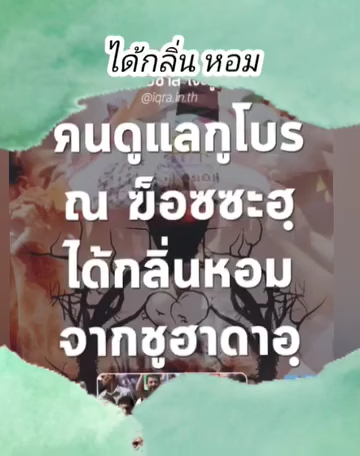 ได้กลิ่น หอม
@iqra.in.th
คนดูแลกูโบร
ณ ฆ็อซซะฮฺ
ได้กลิ่นหอม
จากชูฮาดาอฺ